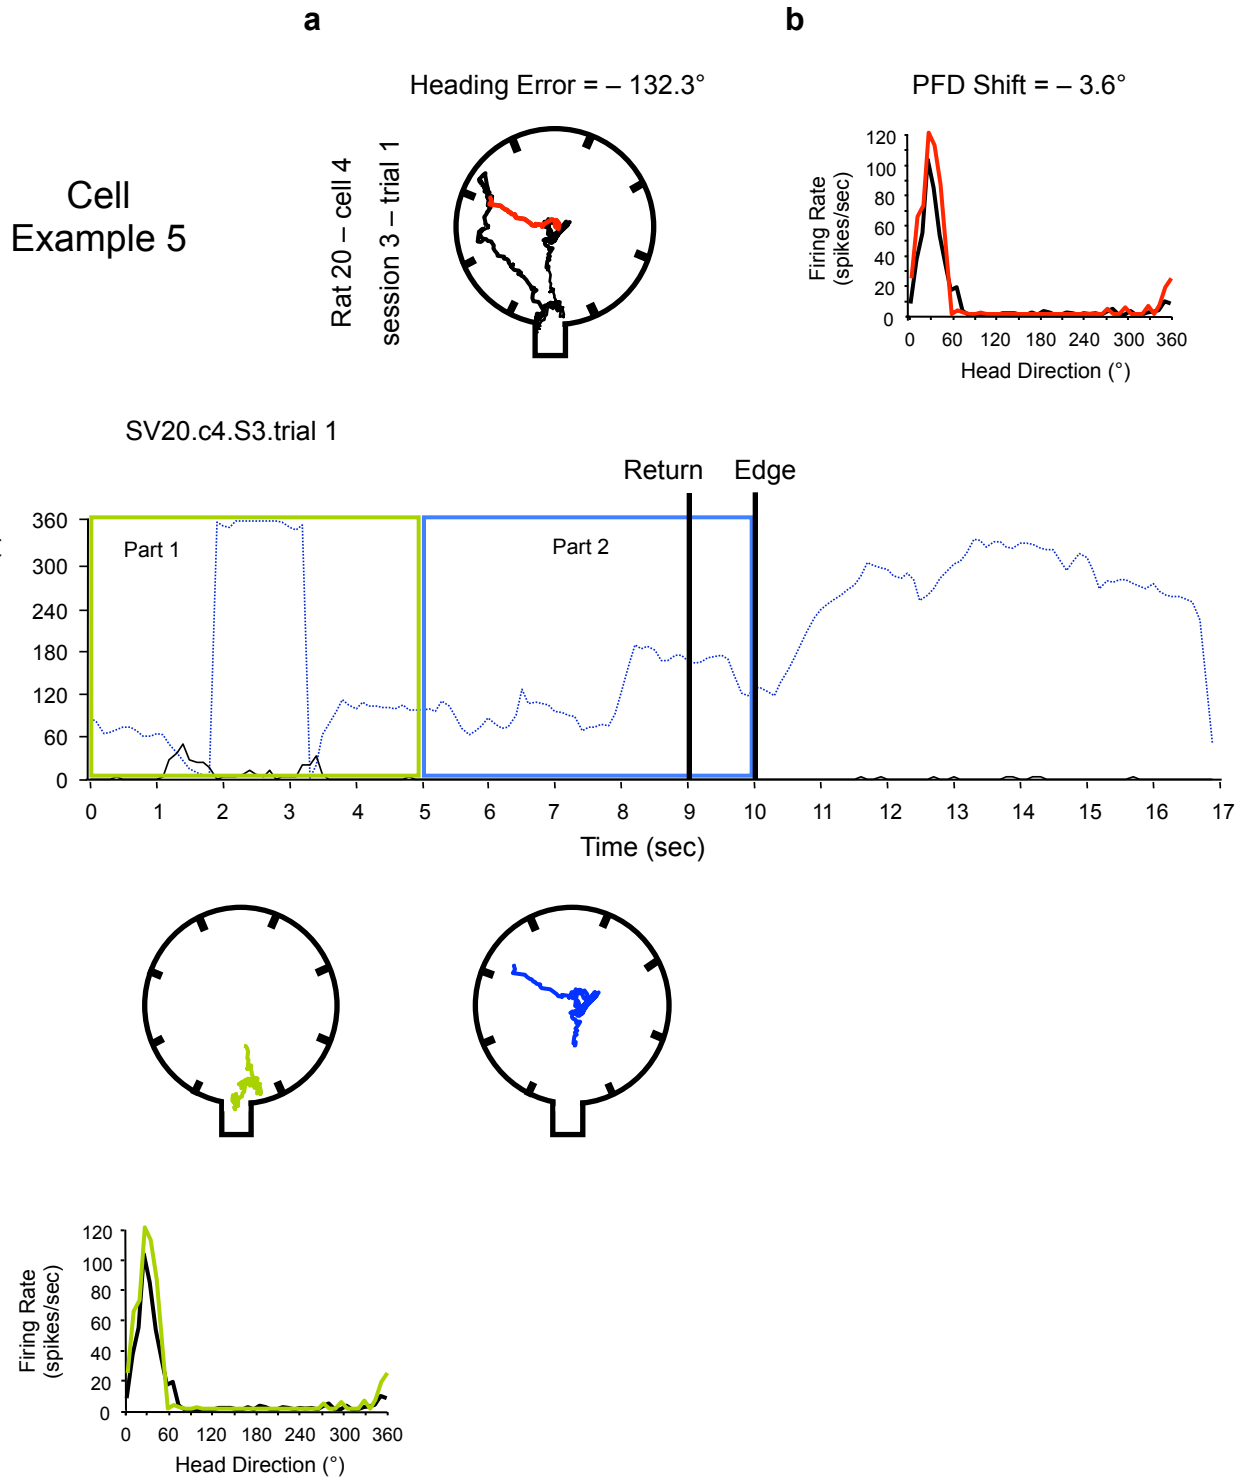 a
b
Heading Error = – 132.3°
PFD Shift = – 3.6°
Cell
Example 5
Rat 20 – cell 4
session 3 – trial 1
Firing Rate
(spikes/sec)
120
100
80
60
40
20
0
0 60 120 180 240 300 360
Head Direction (°)
SV20.c4.S3.trial 1
Return
Edge
360
300
240
180
120
60
0
Part 1
Part 2
0 1 2 3 4 5 6 7 8 9 10 11 12 13 14 15 16 17
Time (sec)
Firing Rate
(spikes/sec)
120
100
80
60
40
20
0
0 60 120 180 240 300 360
Head Direction (°)